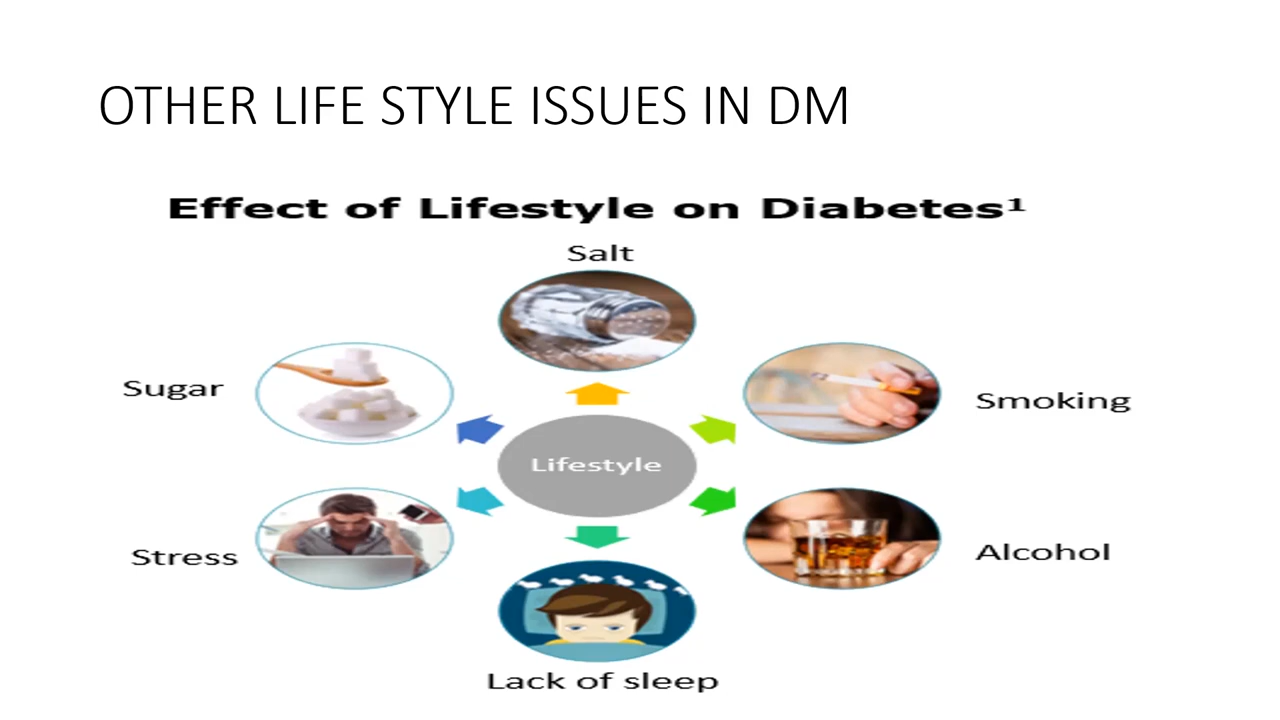 OTHER LIFE STYLE ISSUES IN DM
Effect of Lifestyle on Diabetes¹
Salt
Sugar
Smoking
Lifestyle
Stress
Alcohol
Lack of sleep